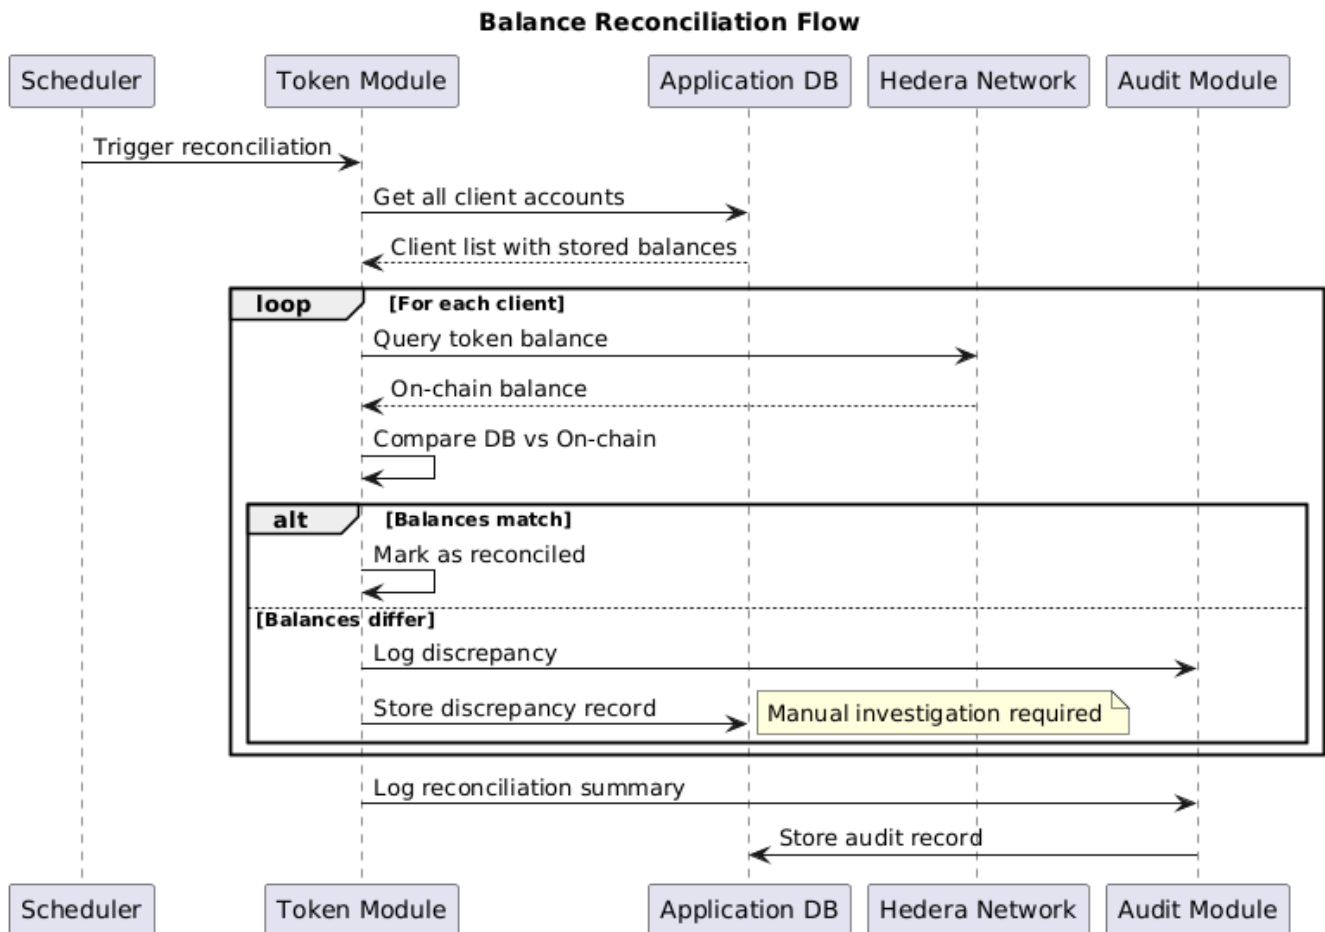 Balance Reconciliation Flow
Scheduler
Token Module
Application DB
Hedera Network
Audit Module
Trigger reconciliation
Get all client accounts
Client list with stored balances
loop
[For each client]
Query token balance
On-chain balance
Compare DB vs On-chain
alt
[Balances match]
Mark as reconciled
[Balances differ]
Log discrepancy
Store discrepancy record
Manual investigation required
Log reconciliation summary
Store audit record
Scheduler
Token Module
Application DB
Hedera Network
Audit Module